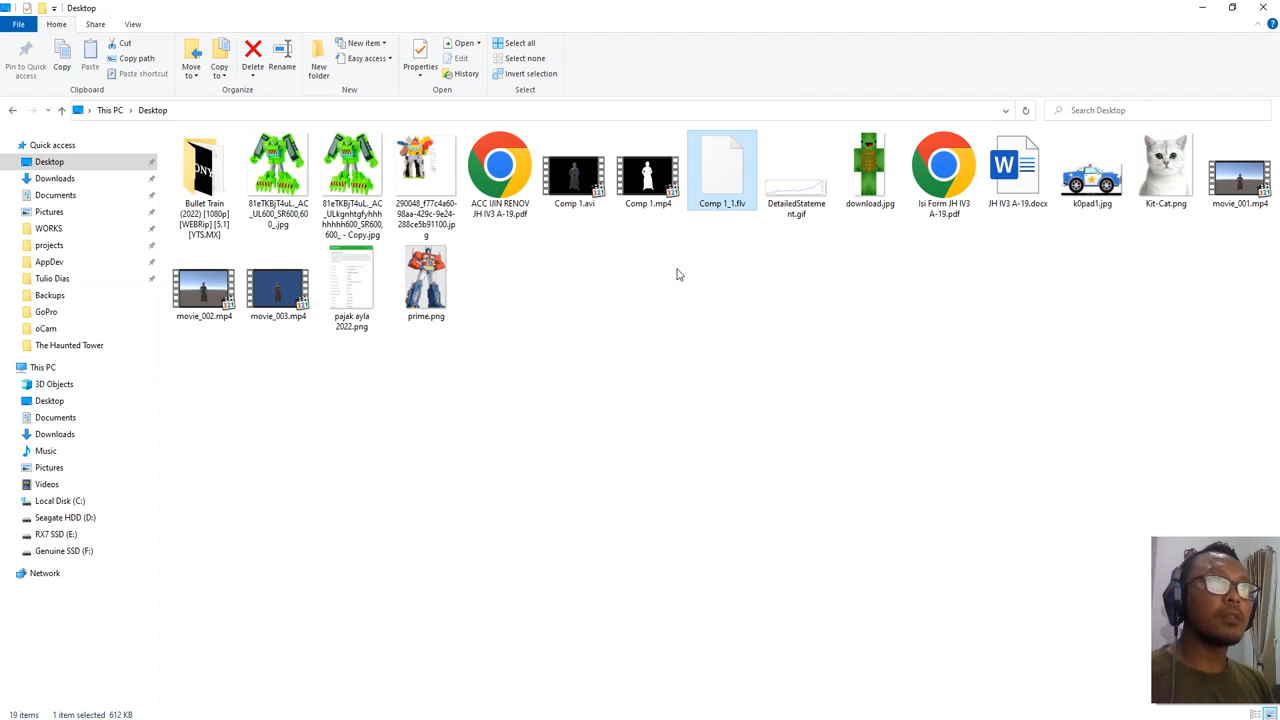 Desktop
File
Home
Share
View
Pin to Quick
access
Copy
Paste
Cut
Copy path
Paste shortcut
Clipboard
Move
to
Copy
to
Delete
Rename
Organize
New
folder
New item
Easy access
New
Properties
Open
Edit
History
Open
Select all
Select none
Invert selection
Select
This PC
Desktop
Search Desktop
Quick access
Desktop
Downloads
Documents
Pictures
WORKS
projects
AppDev
Tulio Dias
Backups
GoPro
oCam
The Haunted Tower
This PC
3D Objects
Desktop
Documents
Downloads
Music
Pictures
Videos
Local Disk (C:)
Seagate HDD (D:)
RX7 SSD (E:)
Genuine SSD (F:)
Network
Bullet Train
(2022) [1080p]
[WEBRip] [5.1]
[YTS.MX]
81eTKBjT4uL._AC
_UL600_SR600,60
0_.jpg
81eTKBjT4uL._AC
_ULkgnhtgfyhhh
hhhhh600_SR600,
600_ - Copy.jpg
290048_f77c4a60-
98aa-429c-9e24-
288ce5b91100.jp
g
ACC IJIN RENOV
JH IV3 A-19.pdf
Comp 1.avi
Comp 1.mp4
Comp 1_1.flv
DetailedStateme
nt.gif
download.jpg
Isi Form JH IV3
A-19.pdf
JH IV3 A-19.docx
k0pad1.jpg
Kit-Cat.png
movie_001.mp4
movie_002.mp4
movie_003.mp4
pajak ayla
2022.png
prime.png
19 items
1 item selected 612 KB